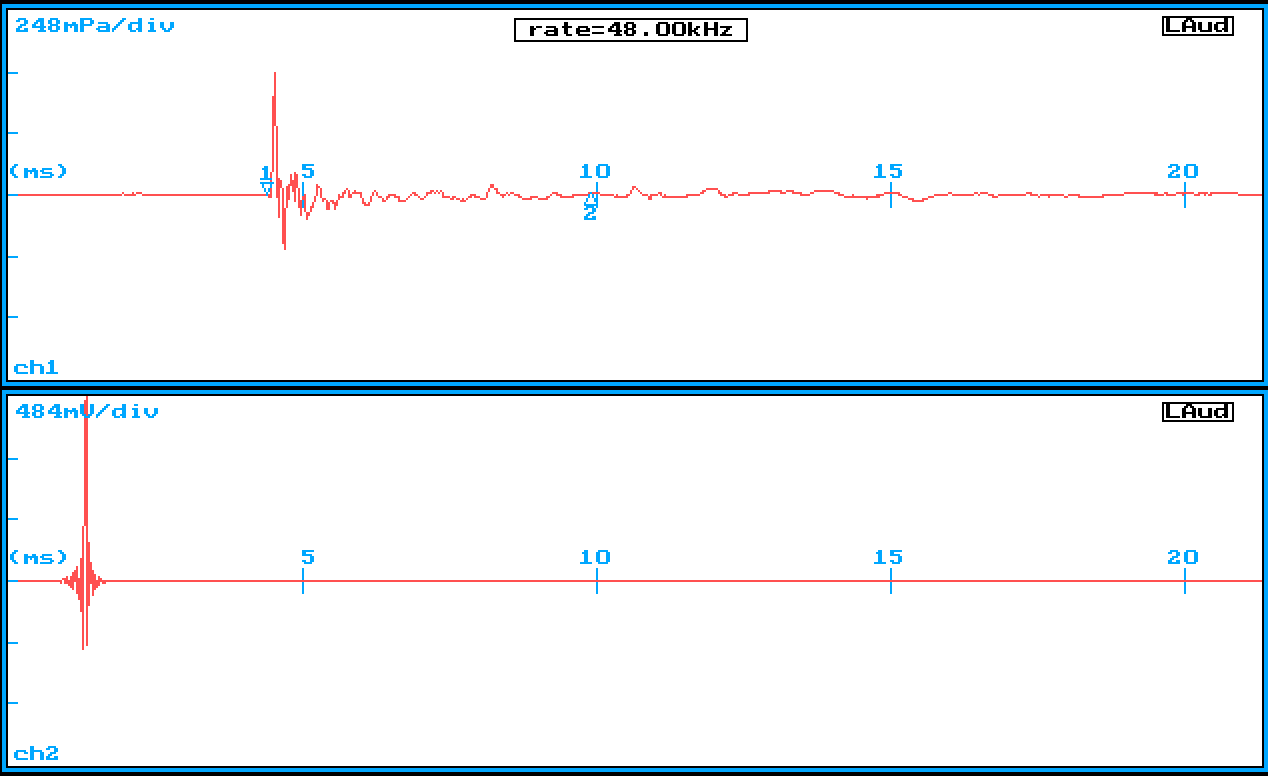 248mPa/div
rate=48.00kHz
LAud
(ms) 1 5 10 15 20
2
ch1
484mV/div
LAud
(ms) 5 10 15 20
ch2